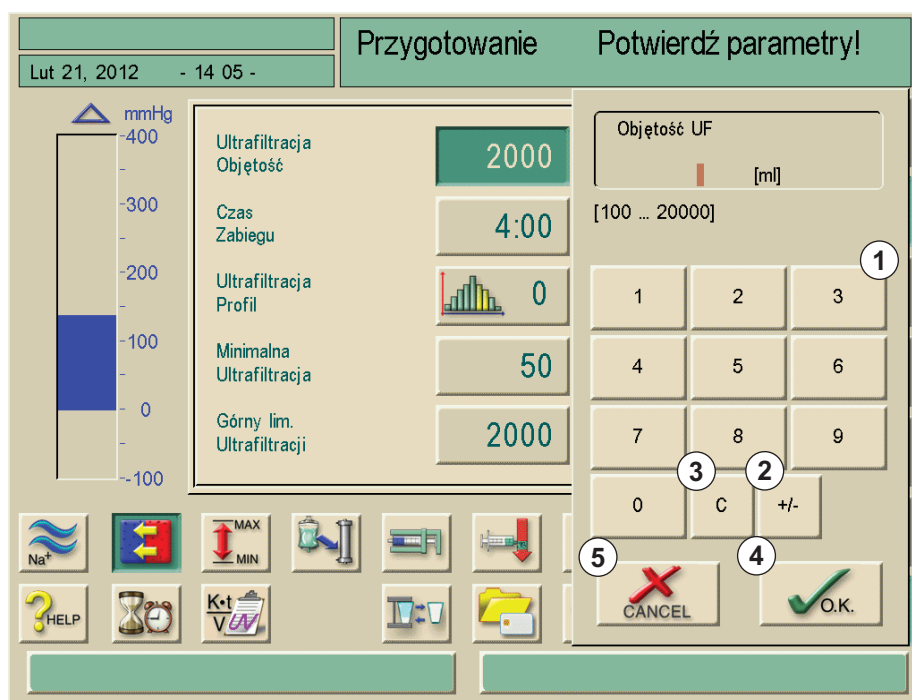 Przygotowanie Potwierdź parametry!
Lut 21, 2012 - 14 05 -
mmHg
400
300
200
100
0
-100
Ultrafiltracja
Objętość
2000
Czas
Zabiegu
4:00
Ultrafiltracja
Profil
0
Minimalna
Ultrafiltracja
50
Górny lim.
Ultrafiltracji
2000
Objętość UF
[ml]
[100 ... 20000]
1
1 2 3
4 5 6
7 8 9
3 2
0 C +/-
5 4
CANCEL O.K.
Na+
MAX
MIN
HELP
K•t
V UV